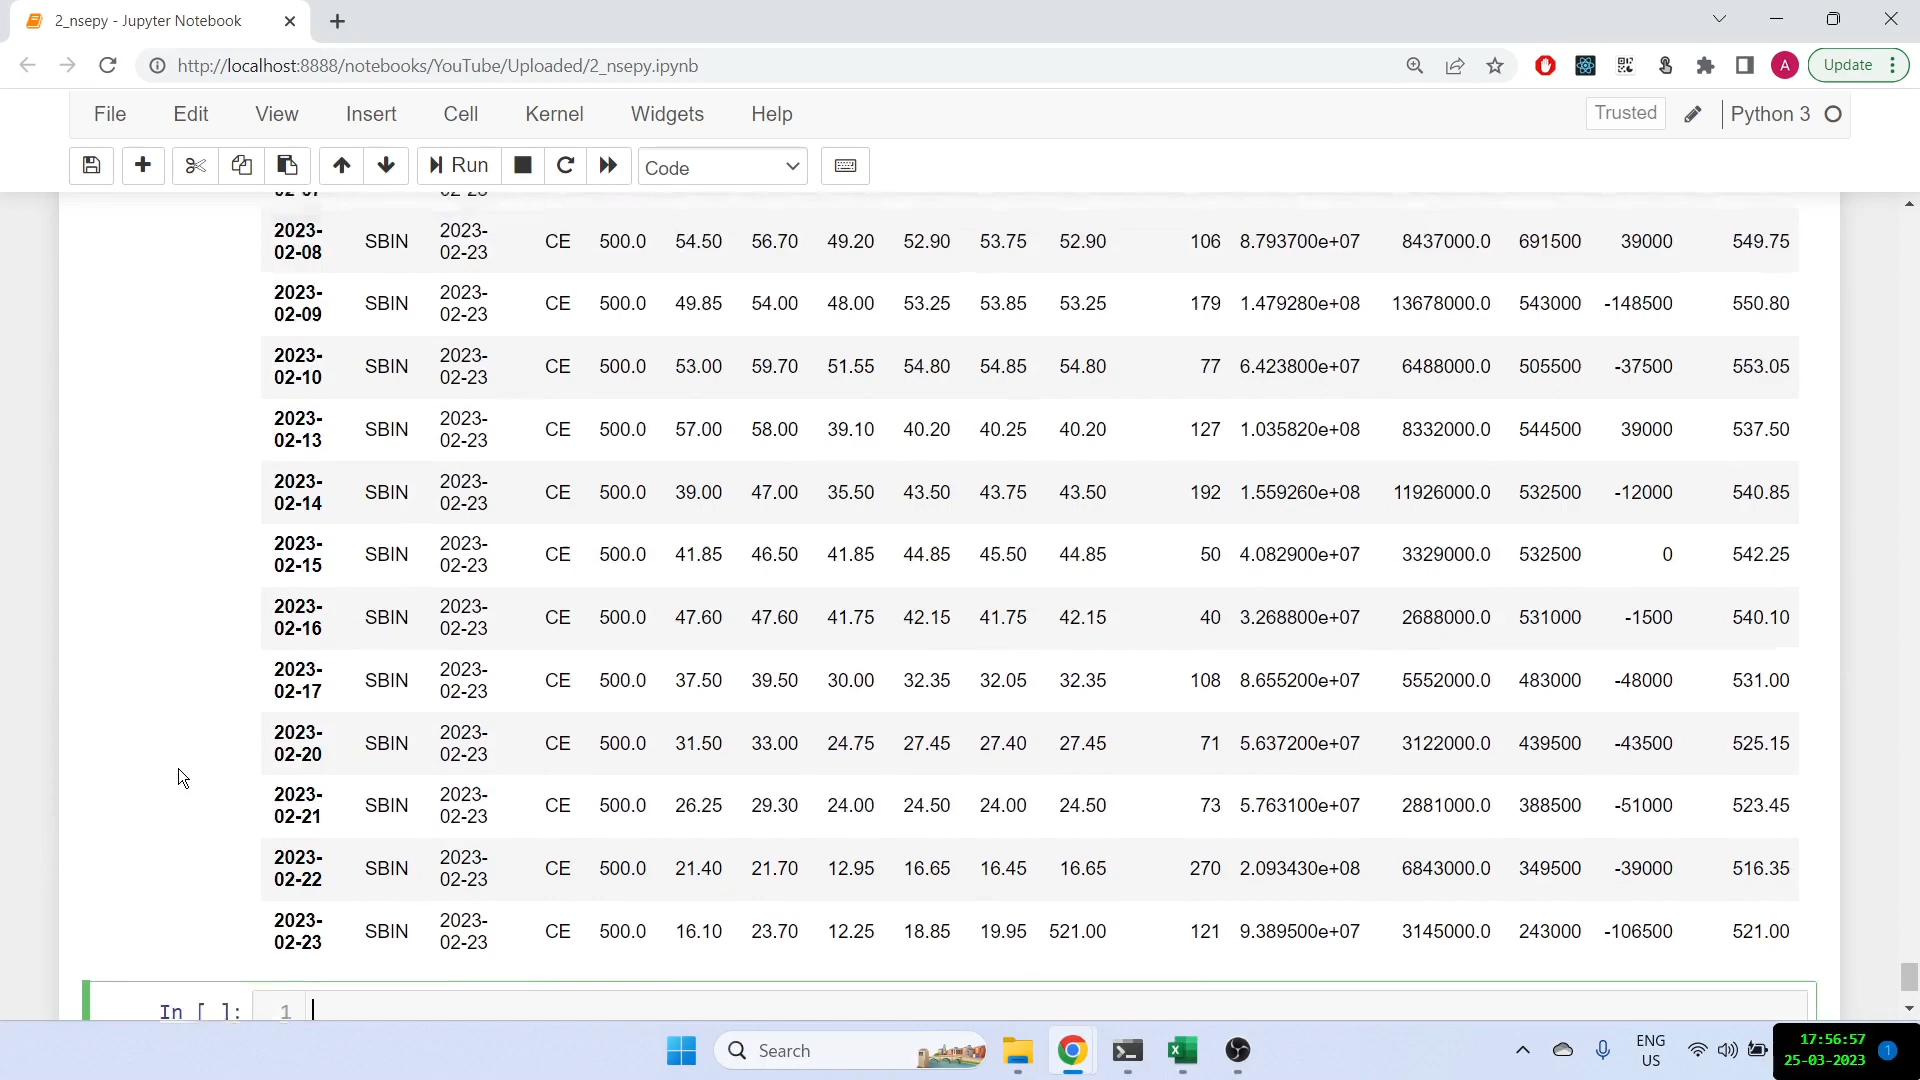 2_nsepy - Jupyter Notebook
http://localhost:8888/notebooks/YouTube/Uploaded/2_nsepy.ipynb
A
Update
File Edit View Insert Cell Kernel Widgets Help
Trusted
Python 3
Run
Code
2023-
02-08 SBIN 2023-
02-23 CE 500.0 54.50 56.70 49.20 52.90 53.75 52.90 106 8.793700e+07 8437000.0 691500 39000 549.75
2023-
02-09 SBIN 2023-
02-23 CE 500.0 49.85 54.00 48.00 53.25 53.85 53.25 179 1.479280e+08 13678000.0 543000 -148500 550.80
2023-
02-10 SBIN 2023-
02-23 CE 500.0 53.00 59.70 51.55 54.80 54.85 54.80 77 6.423800e+07 6488000.0 505500 -37500 553.05
2023-
02-13 SBIN 2023-
02-23 CE 500.0 57.00 58.00 39.10 40.20 40.25 40.20 127 1.035820e+08 8332000.0 544500 39000 537.50
2023-
02-14 SBIN 2023-
02-23 CE 500.0 39.00 47.00 35.50 43.50 43.75 43.50 192 1.559260e+08 11926000.0 532500 -12000 540.85
2023-
02-15 SBIN 2023-
02-23 CE 500.0 41.85 46.50 41.85 44.85 45.50 44.85 50 4.082900e+07 3329000.0 532500 0 542.25
2023-
02-16 SBIN 2023-
02-23 CE 500.0 47.60 47.60 41.75 42.15 41.75 42.15 40 3.268800e+07 2688000.0 531000 -1500 540.10
2023-
02-17 SBIN 2023-
02-23 CE 500.0 37.50 39.50 30.00 32.35 32.05 32.35 108 8.655200e+07 5552000.0 483000 -48000 531.00
2023-
02-20 SBIN 2023-
02-23 CE 500.0 31.50 33.00 24.75 27.45 27.40 27.45 71 5.637200e+07 3122000.0 439500 -43500 525.15
2023-
02-21 SBIN 2023-
02-23 CE 500.0 26.25 29.30 24.00 24.50 24.00 24.50 73 5.763100e+07 2881000.0 388500 -51000 523.45
2023-
02-22 SBIN 2023-
02-23 CE 500.0 21.40 21.70 12.95 16.65 16.45 16.65 270 2.093430e+08 6843000.0 349500 -39000 516.35
2023-
02-23 SBIN 2023-
02-23 CE 500.0 16.10 23.70 12.25 18.85 19.95 521.00 121 9.389500e+07 3145000.0 243000 -106500 521.00
In [ ]: 1
Search
ENG
US
17:56:57
25-03-2023
1